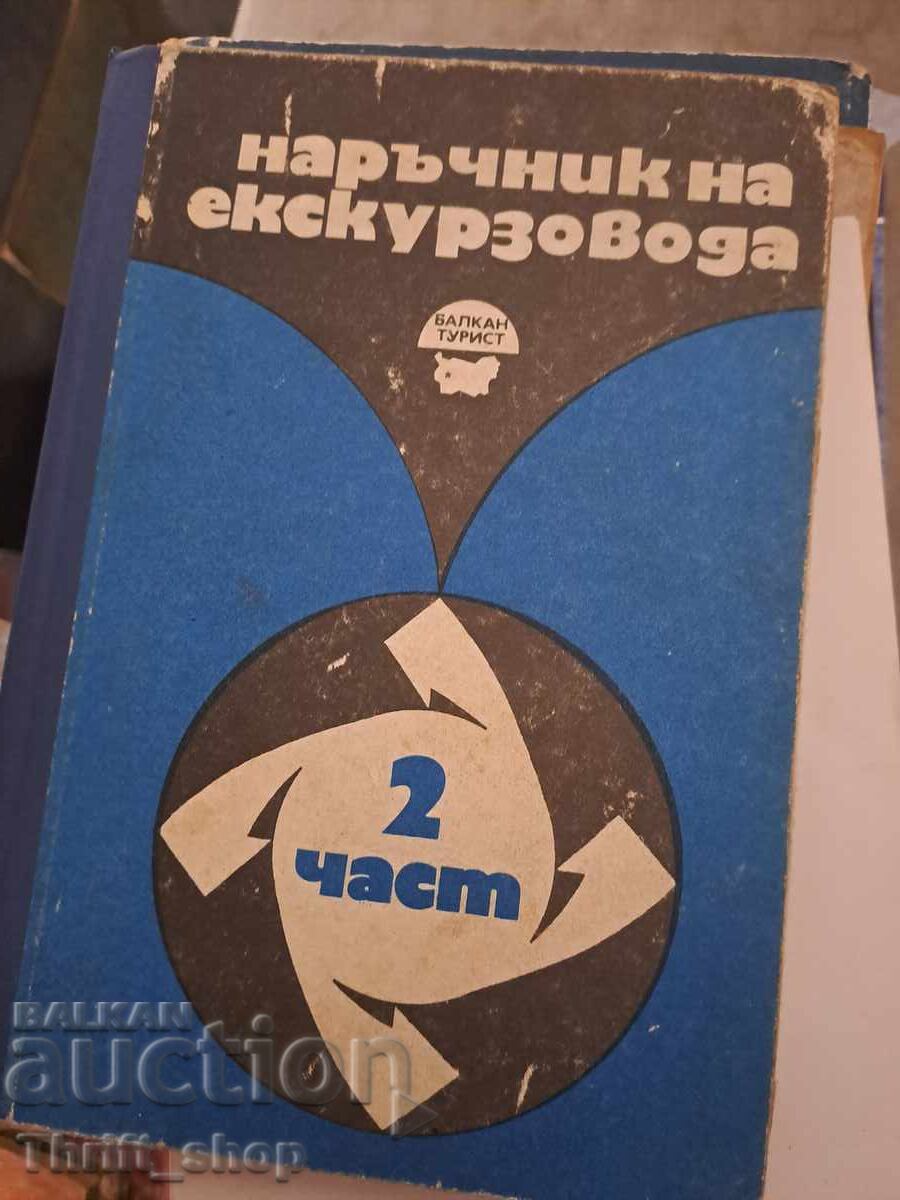 наръчник на
екскурзовода
БАЛКАН
ТУРИСТ
2
част
BALKAN
auction
Thrift_shop